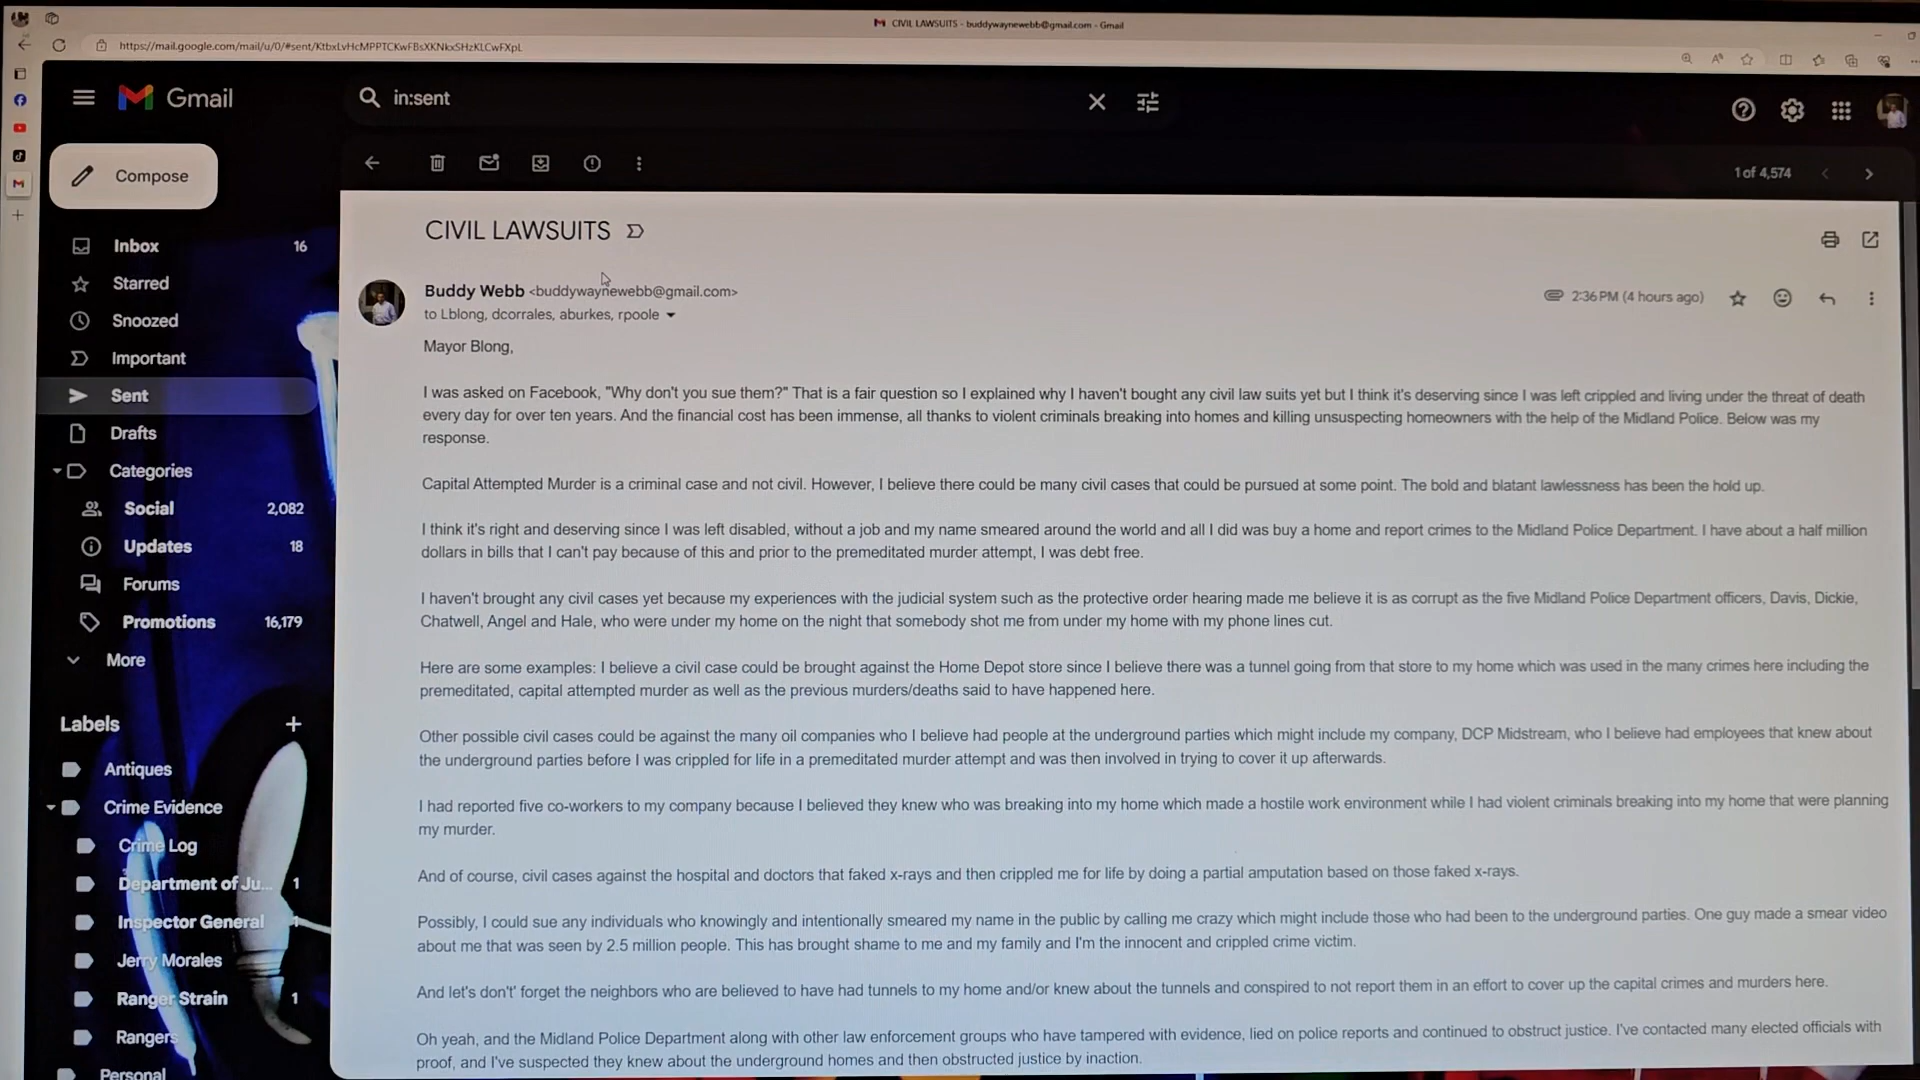 CIVIL LAWSUITS - buddywaynewebb@gmail.com - Gmail
https://mail.google.com/mail/u/0/#sent/KtbxLvHcMPPTCKwFBsXKNkxSHzKLCwFXpL
Gmail
in:sent
Compose
1 of 4,574
Inbox 16
Starred
Snoozed
Important
Sent
Drafts
Categories
Social 2,082
Updates 18
Forums
Promotions 16,179
More
Labels
Antiques
Crime Evidence
Crime Log
Department of Ju... 1
Inspector General 1
Jerry Morales
Ranger Strain 1
Rangers
Personal
CIVIL LAWSUITS
Buddy Webb <buddywaynewebb@gmail.com>
2:36 PM (4 hours ago)
to Lblong, dcorrales, aburkes, rpoole
Mayor Blong,
I was asked on Facebook, "Why don't you sue them?" That is a fair question so I explained why I haven't bought any civil law suits yet but I think it's deserving since I was left crippled and living under the threat of death
every day for over ten years. And the financial cost has been immense, all thanks to violent criminals breaking into homes and killing unsuspecting homeowners with the help of the Midland Police. Below was my
response.
Capital Attempted Murder is a criminal case and not civil. However, I believe there could be many civil cases that could be pursued at some point. The bold and blatant lawlessness has been the hold up.
I think it's right and deserving since I was left disabled, without a job and my name smeared around the world and all I did was buy a home and report crimes to the Midland Police Department. I have about a half million
dollars in bills that I can't pay because of this and prior to the premeditated murder attempt, I was debt free.
I haven't brought any civil cases yet because my experiences with the judicial system such as the protective order hearing made me believe it is as corrupt as the five Midland Police Department officers, Davis, Dickie,
Chatwell, Angel and Hale, who were under my home on the night that somebody shot me from under my home with my phone lines cut.
Here are some examples: I believe a civil case could be brought against the Home Depot store since I believe there was a tunnel going from that store to my home which was used in the many crimes here including the
premeditated, capital attempted murder as well as the previous murders/deaths said to have happened here.
Other possible civil cases could be against the many oil companies who I believe had people at the underground parties which might include my company, DCP Midstream, who I believe had employees that knew about
the underground parties before I was crippled for life in a premeditated murder attempt and was then involved in trying to cover it up afterwards.
I had reported five co-workers to my company because I believed they knew who was breaking into my home which made a hostile work environment while I had violent criminals breaking into my home that were planning
my murder.
And of course, civil cases against the hospital and doctors that faked x-rays and then crippled me for life by doing a partial amputation based on those faked x-rays.
Possibly, I could sue any individuals who knowingly and intentionally smeared my name in the public by calling me crazy which might include those who had been to the underground parties. One guy made a smear video
about me that was seen by 2.5 million people. This has brought shame to me and my family and I'm the innocent and crippled crime victim.
And let's don't' forget the neighbors who are believed to have had tunnels to my home and/or knew about the tunnels and conspired to not report them in an effort to cover up the capital crimes and murders here.
Oh yeah, and the Midland Police Department along with other law enforcement groups who have tampered with evidence, lied on police reports and continued to obstruct justice. I've contacted many elected officials with
proof, and I've suspected they knew about the underground homes and then obstructed justice by inaction.